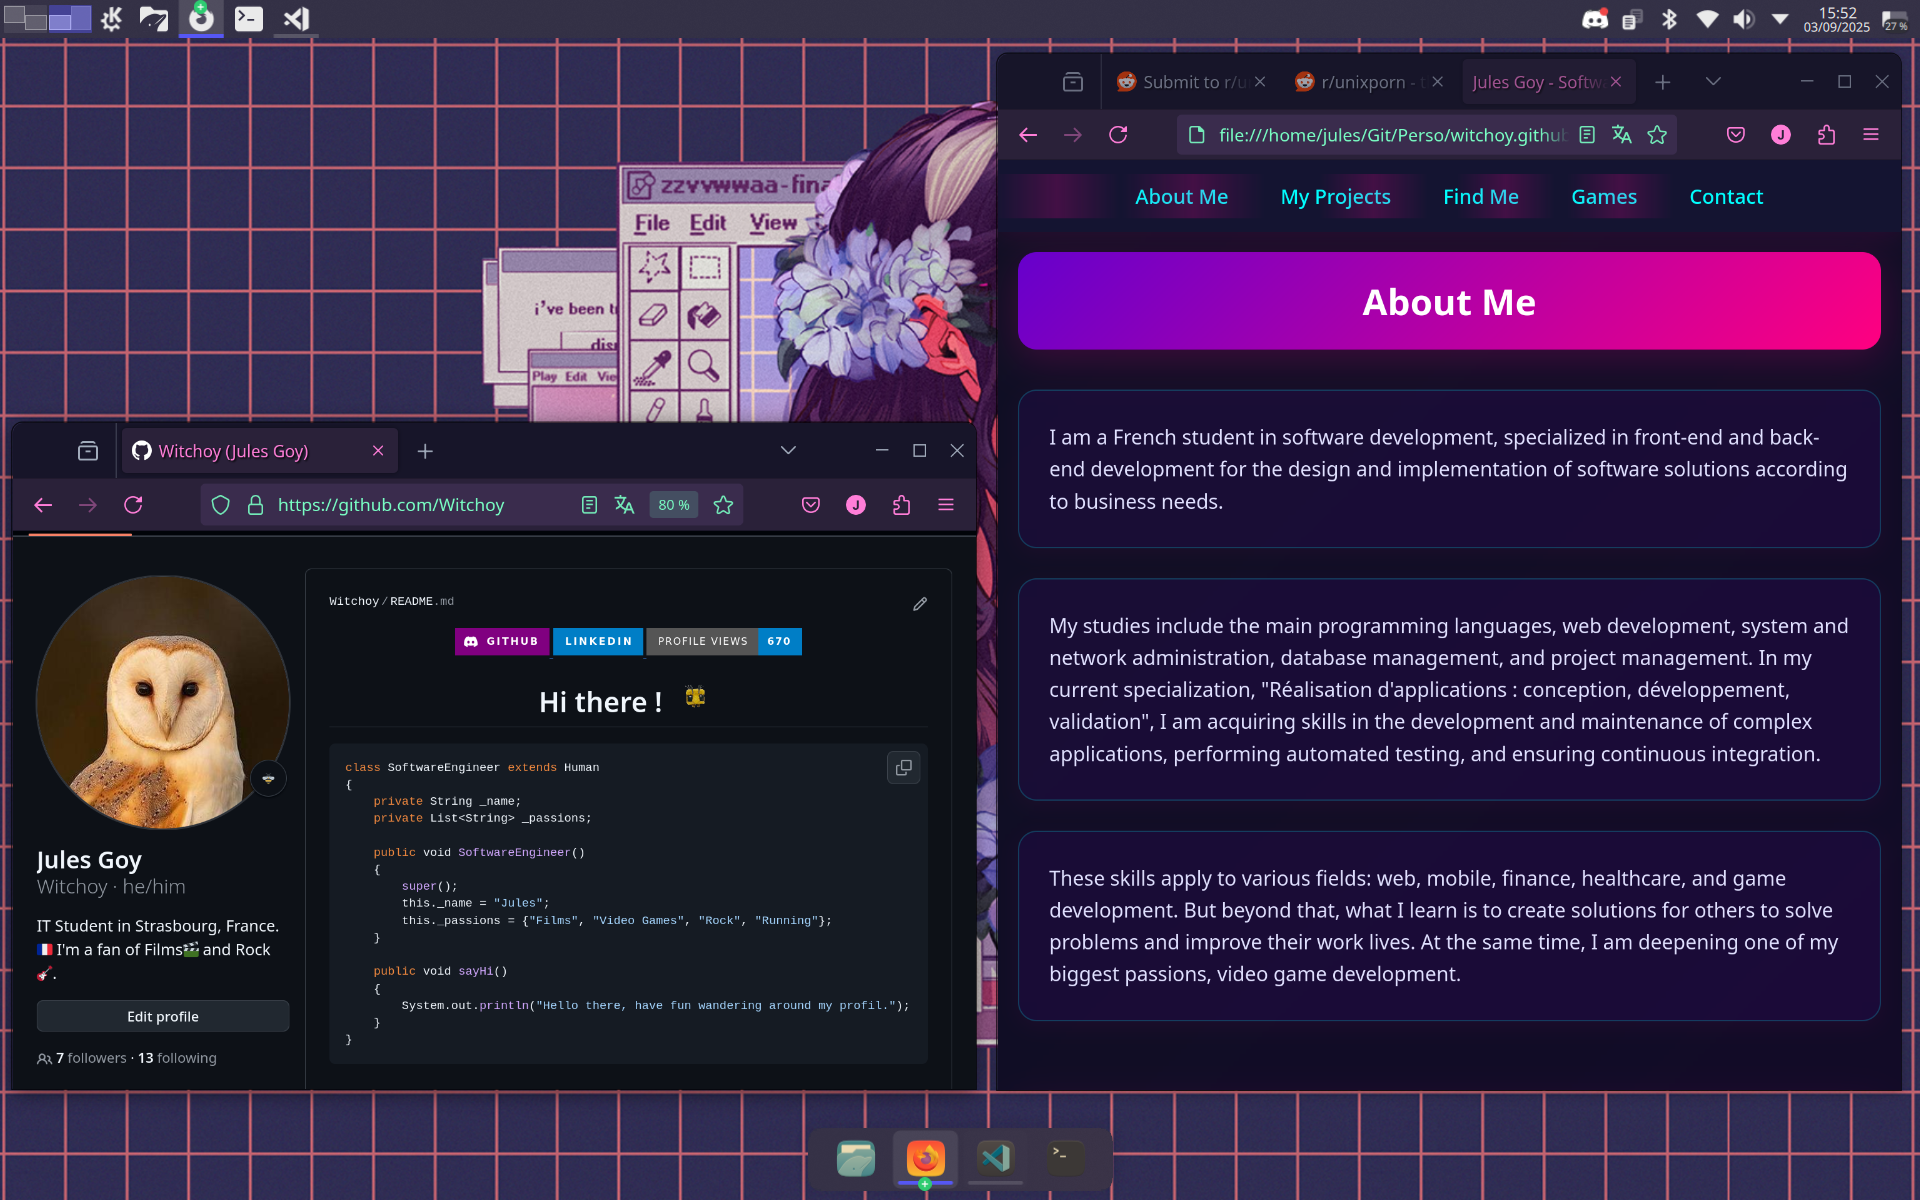 15:52
03/09/2025
27 %
zzvvwwaa-fina
File Edit View
i've been t
dis
Play Edit Vie
Submit to r/u
r/unixporn - t
Jules Goy - Softw
file:///home/jules/Git/Perso/witchoy.github
About Me
My Projects
Find Me
Games
Contact
About Me
I am a French student in software development, specialized in front-end and back-
end development for the design and implementation of software solutions according
to business needs.
My studies include the main programming languages, web development, system and
network administration, database management, and project management. In my
current specialization, "Réalisation d'applications : conception, développement,
validation", I am acquiring skills in the development and maintenance of complex
applications, performing automated testing, and ensuring continuous integration.
These skills apply to various fields: web, mobile, finance, healthcare, and game
development. But beyond that, what I learn is to create solutions for others to solve
problems and improve their work lives. At the same time, I am deepening one of my
biggest passions, video game development.
Witchoy (Jules Goy)
https://github.com/Witchoy
80 %
J
J
Witchoy/README.md
GITHUB
LINKEDIN
PROFILE VIEWS 670
Hi there !
class SoftwareEngineer extends Human
{
private String _name;
private List<String> _passions;
public void SoftwareEngineer()
{
super();
this._name = "Jules";
this._passions = {"Films", "Video Games", "Rock", "Running"};
}
public void sayHi()
{
System.out.println("Hello there, have fun wandering around my profil.");
}
}
Jules Goy
Witchoy · he/him
IT Student in Strasbourg, France.
🇫🇷 I'm a fan of Films🎬 and Rock
🎸.
Edit profile
7 followers · 13 following